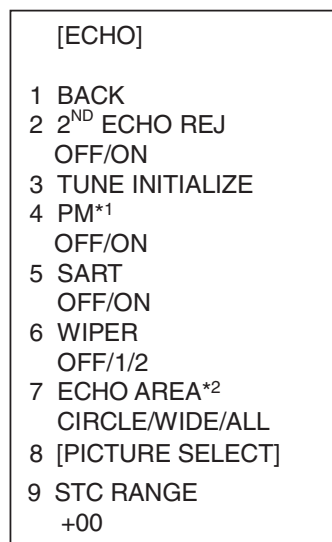 [ECHO]
1 BACK
2 2ND ECHO REJ
OFF/ON
3 TUNE INITIALIZE
4 PM*1
OFF/ON
5 SART
OFF/ON
6 WIPER
OFF/1/2
7 ECHO AREA*2
CIRCLE/WIDE/ALL
8 [PICTURE SELECT]
9 STC RANGE
+00